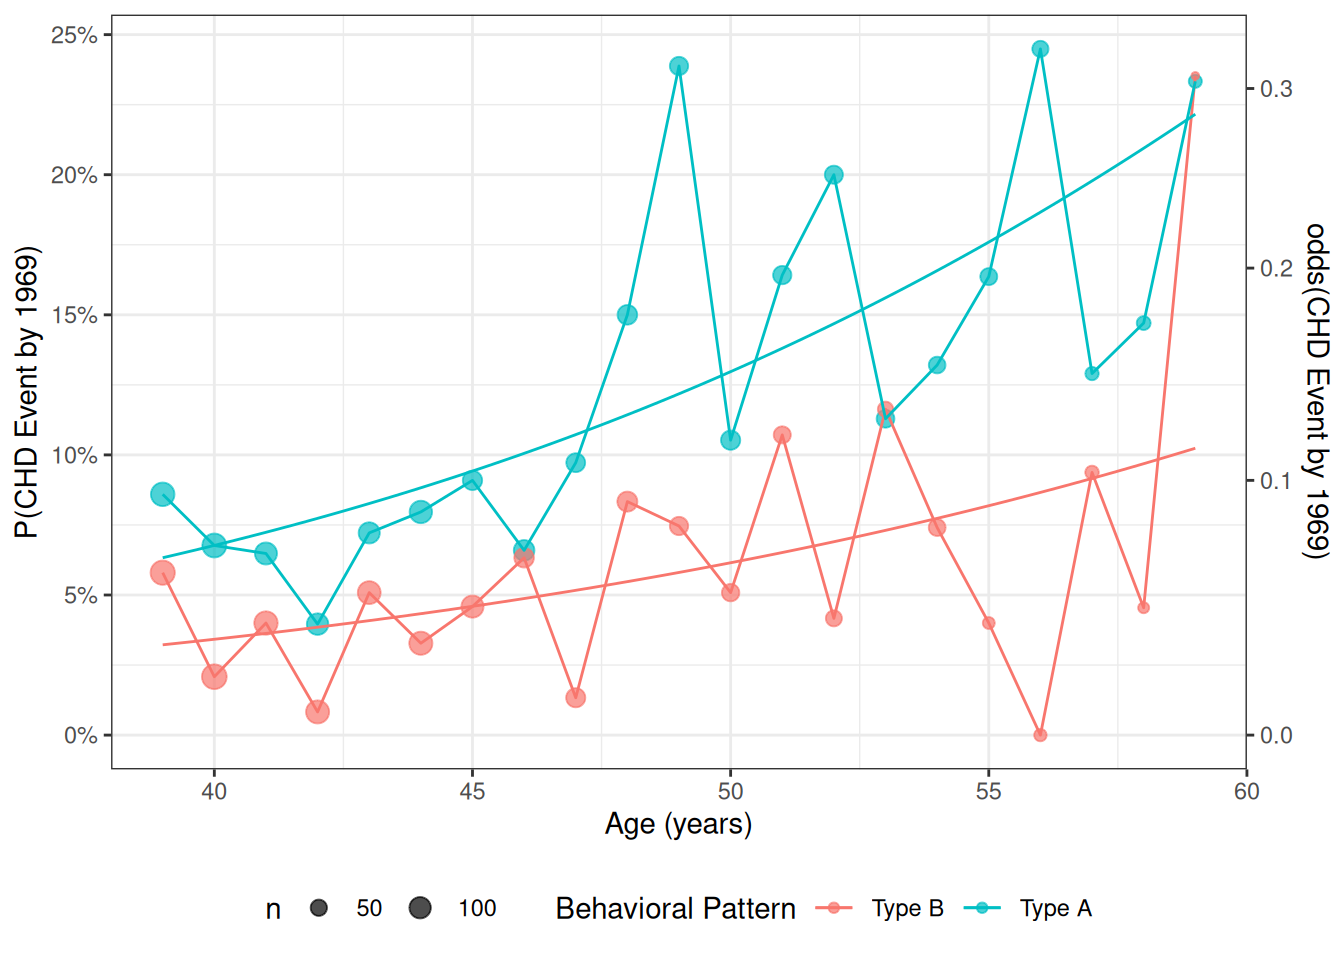 25%
20%
15%
10%
5%
0%
P(CHD Event by 1969)
0.3
0.2
0.1
0.0
odds(CHD Event by 1969)
40 45 50 55 60
Age (years)
n 50 100 Behavioral Pattern Type B Type A